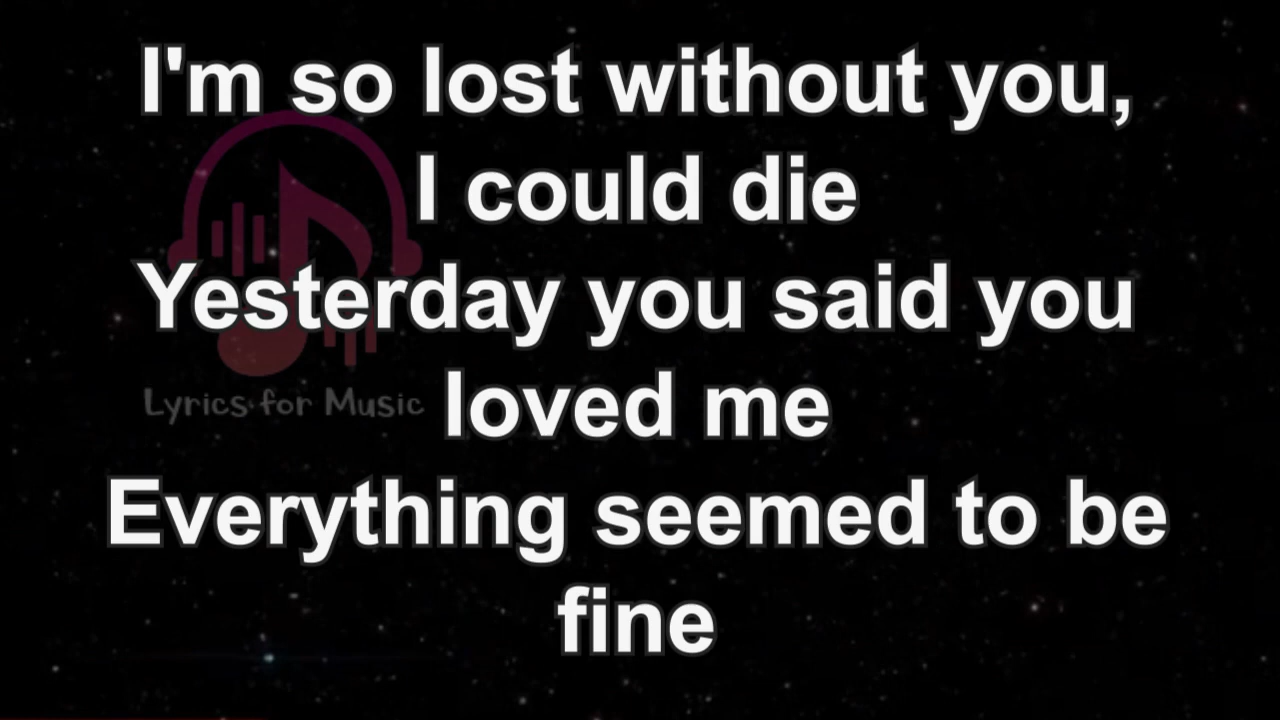 I'm so lost without you,
I could die
Yesterday you said you
loved me
Everything seemed to be
fine
Lyrics for Music